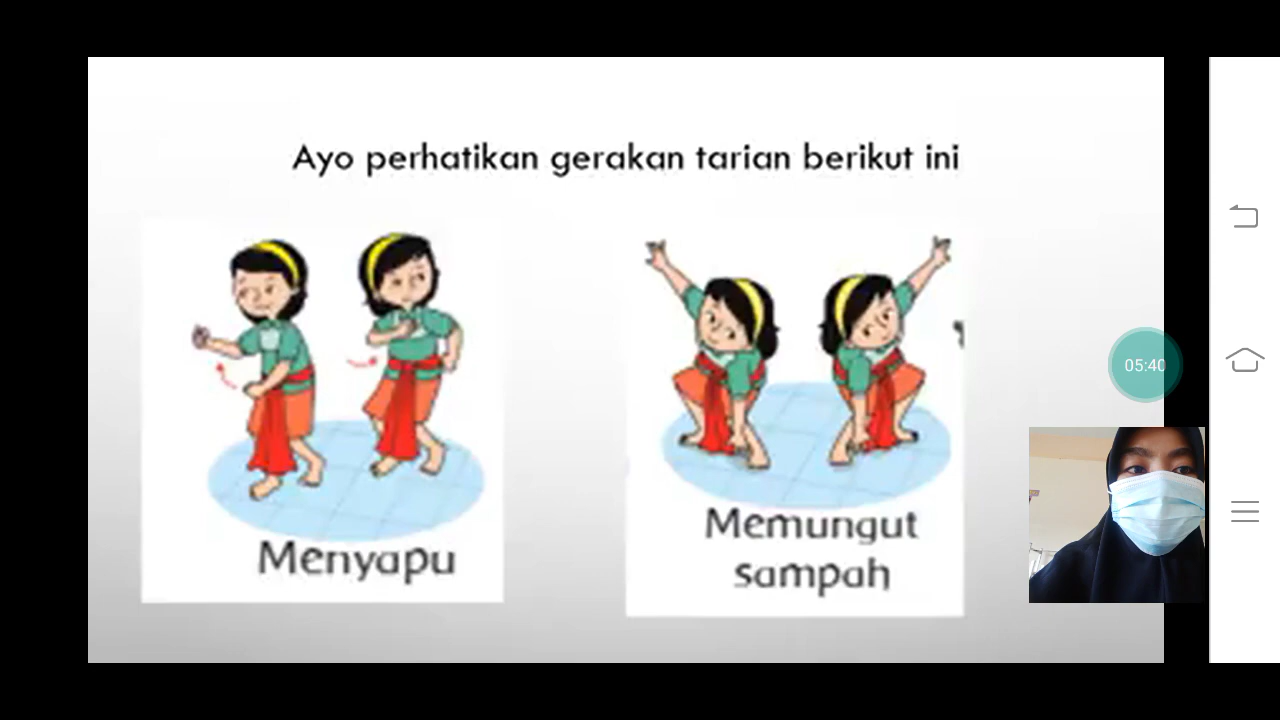 Ayo perhatikan gerakan tarian berikut ini
05:40
Menyapu
Memungut
sampah